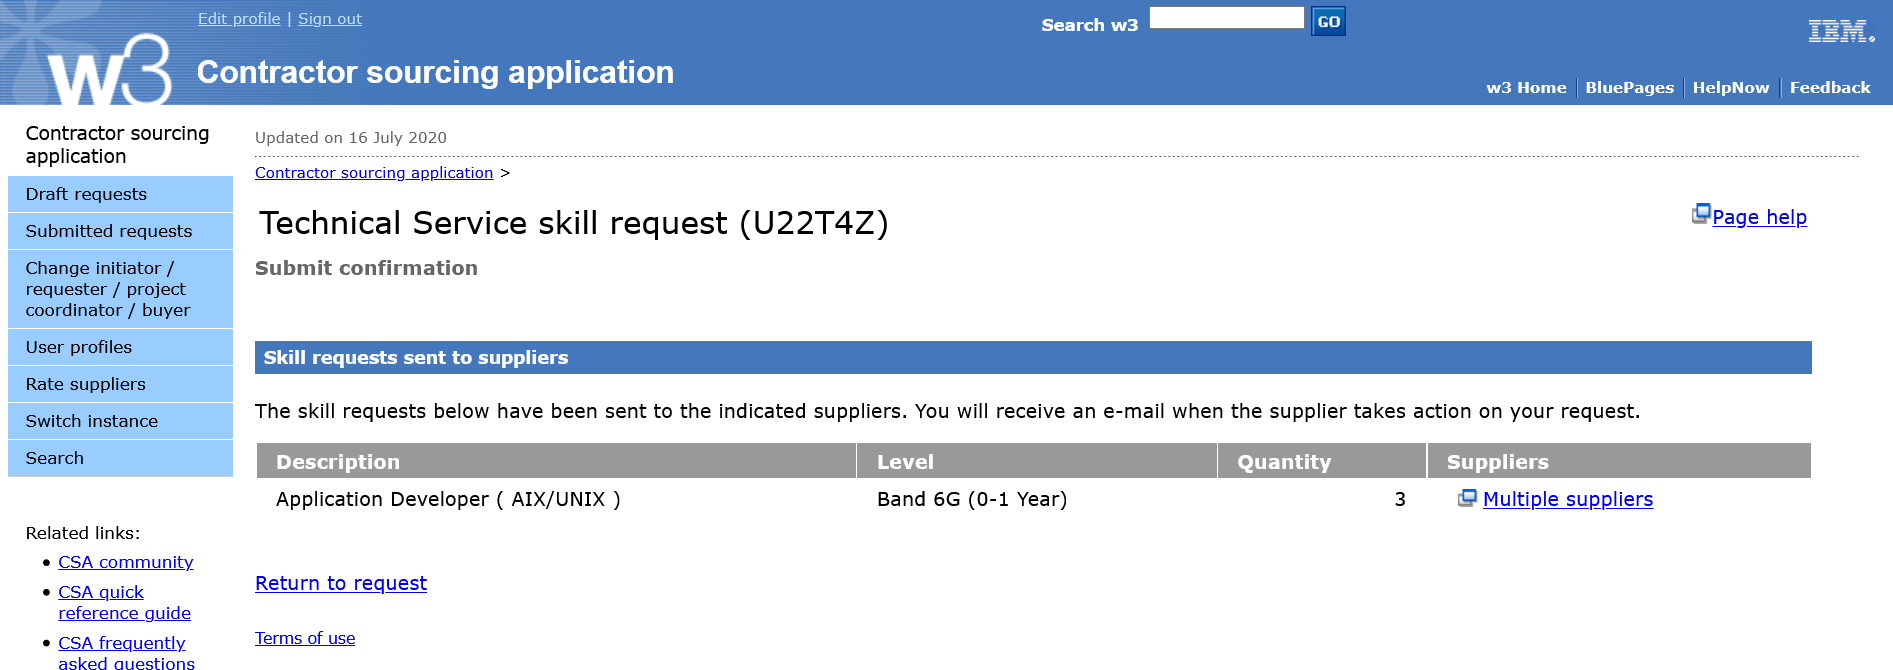 Edit profile | Sign out
Search w3
GO
IBM.
w3
Contractor sourcing application
w3 Home
BluePages
HelpNow
Feedback
Contractor sourcing
application
Draft requests
Submitted requests
Change initiator /
requester / project
coordinator / buyer
User profiles
Rate suppliers
Switch instance
Search
Related links:
• CSA community
• CSA quick
reference guide
• CSA frequently
asked questions
Updated on 16 July 2020
Contractor sourcing application >
Technical Service skill request (U22T4Z)
Page help
Submit confirmation
Skill requests sent to suppliers
The skill requests below have been sent to the indicated suppliers. You will receive an e-mail when the supplier takes action on your request.
Description Level Quantity Suppliers
Application Developer ( AIX/UNIX ) Band 6G (0-1 Year) 3 Multiple suppliers
Return to request
Terms of use